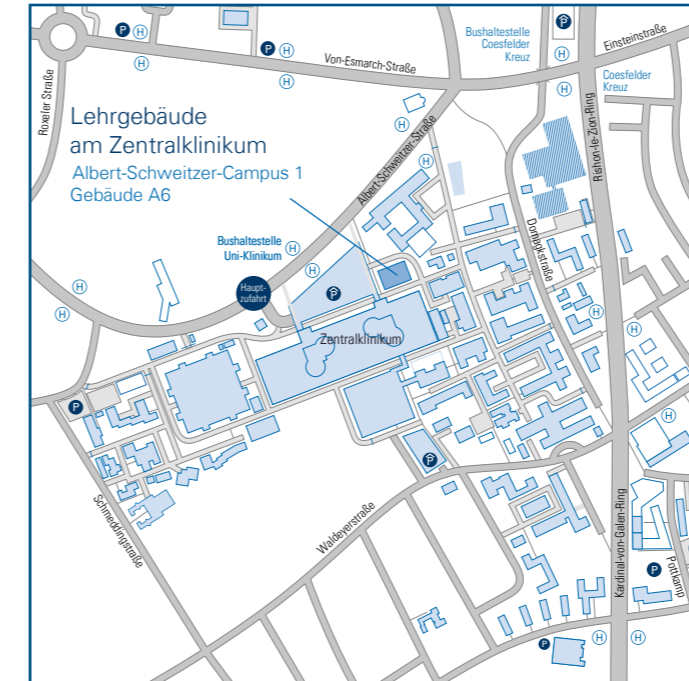 P
H
P
H
H
H
Roxeler Straße
Von-Esmarch-Straße
Bushaltestelle
Coesfelder
Kreuz
P
H
H
Einsteinstraße
Coesfelder
Kreuz
H
Lehrgebäude
am Zentralklinikum
Albert-Schweitzer-Campus 1
Gebäude A6
H
H
Albert-Schweitzer-Straße
Rishon-le-Zion-Ring
Domagkstraße
Bushaltestelle
Uni-Klinikum
H
H
Haupt-
zufahrt
P
H
H
H
H
Zentralklinikum
P
H
P
H
Schmeddingstraße
Waldeyerstraße
Kardinal-von-Galen-Ring
P
Pottkamp
P
H
H